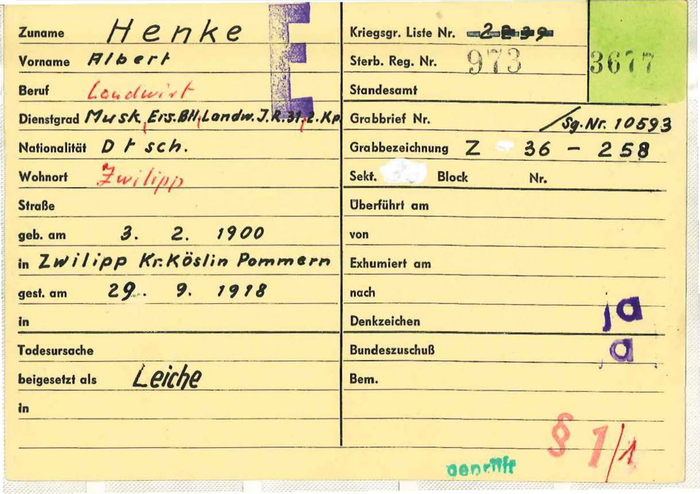 E
Zuname Henke
Vorname Albert
Beruf Landwirt
Dienstgrad Musk, Ers.Btl, Landw. J.R. 31, 2. Kp.
Nationalität Dtsch.
Wohnort Zwilipp
Straße
geb. am 3. 2. 1900
in Zwilipp Kr. Köslin Pommern
gest. am 29. 9. 1918
in
Todesursache
beigesetzt als Leiche
in
Kriegsgr. Liste Nr. 2239
Sterb. Reg. Nr. 973 3677
Standesamt
Grabbrief Nr. /Sg. Nr. 10593
Grabbezeichnung Z 36 - 258
Sekt. Block Nr.
Überführt am
von
Exhumiert am
nach
Denkzeichen ja
Bundeszuschuß ja
Bem.
§ 1/1
geprüft